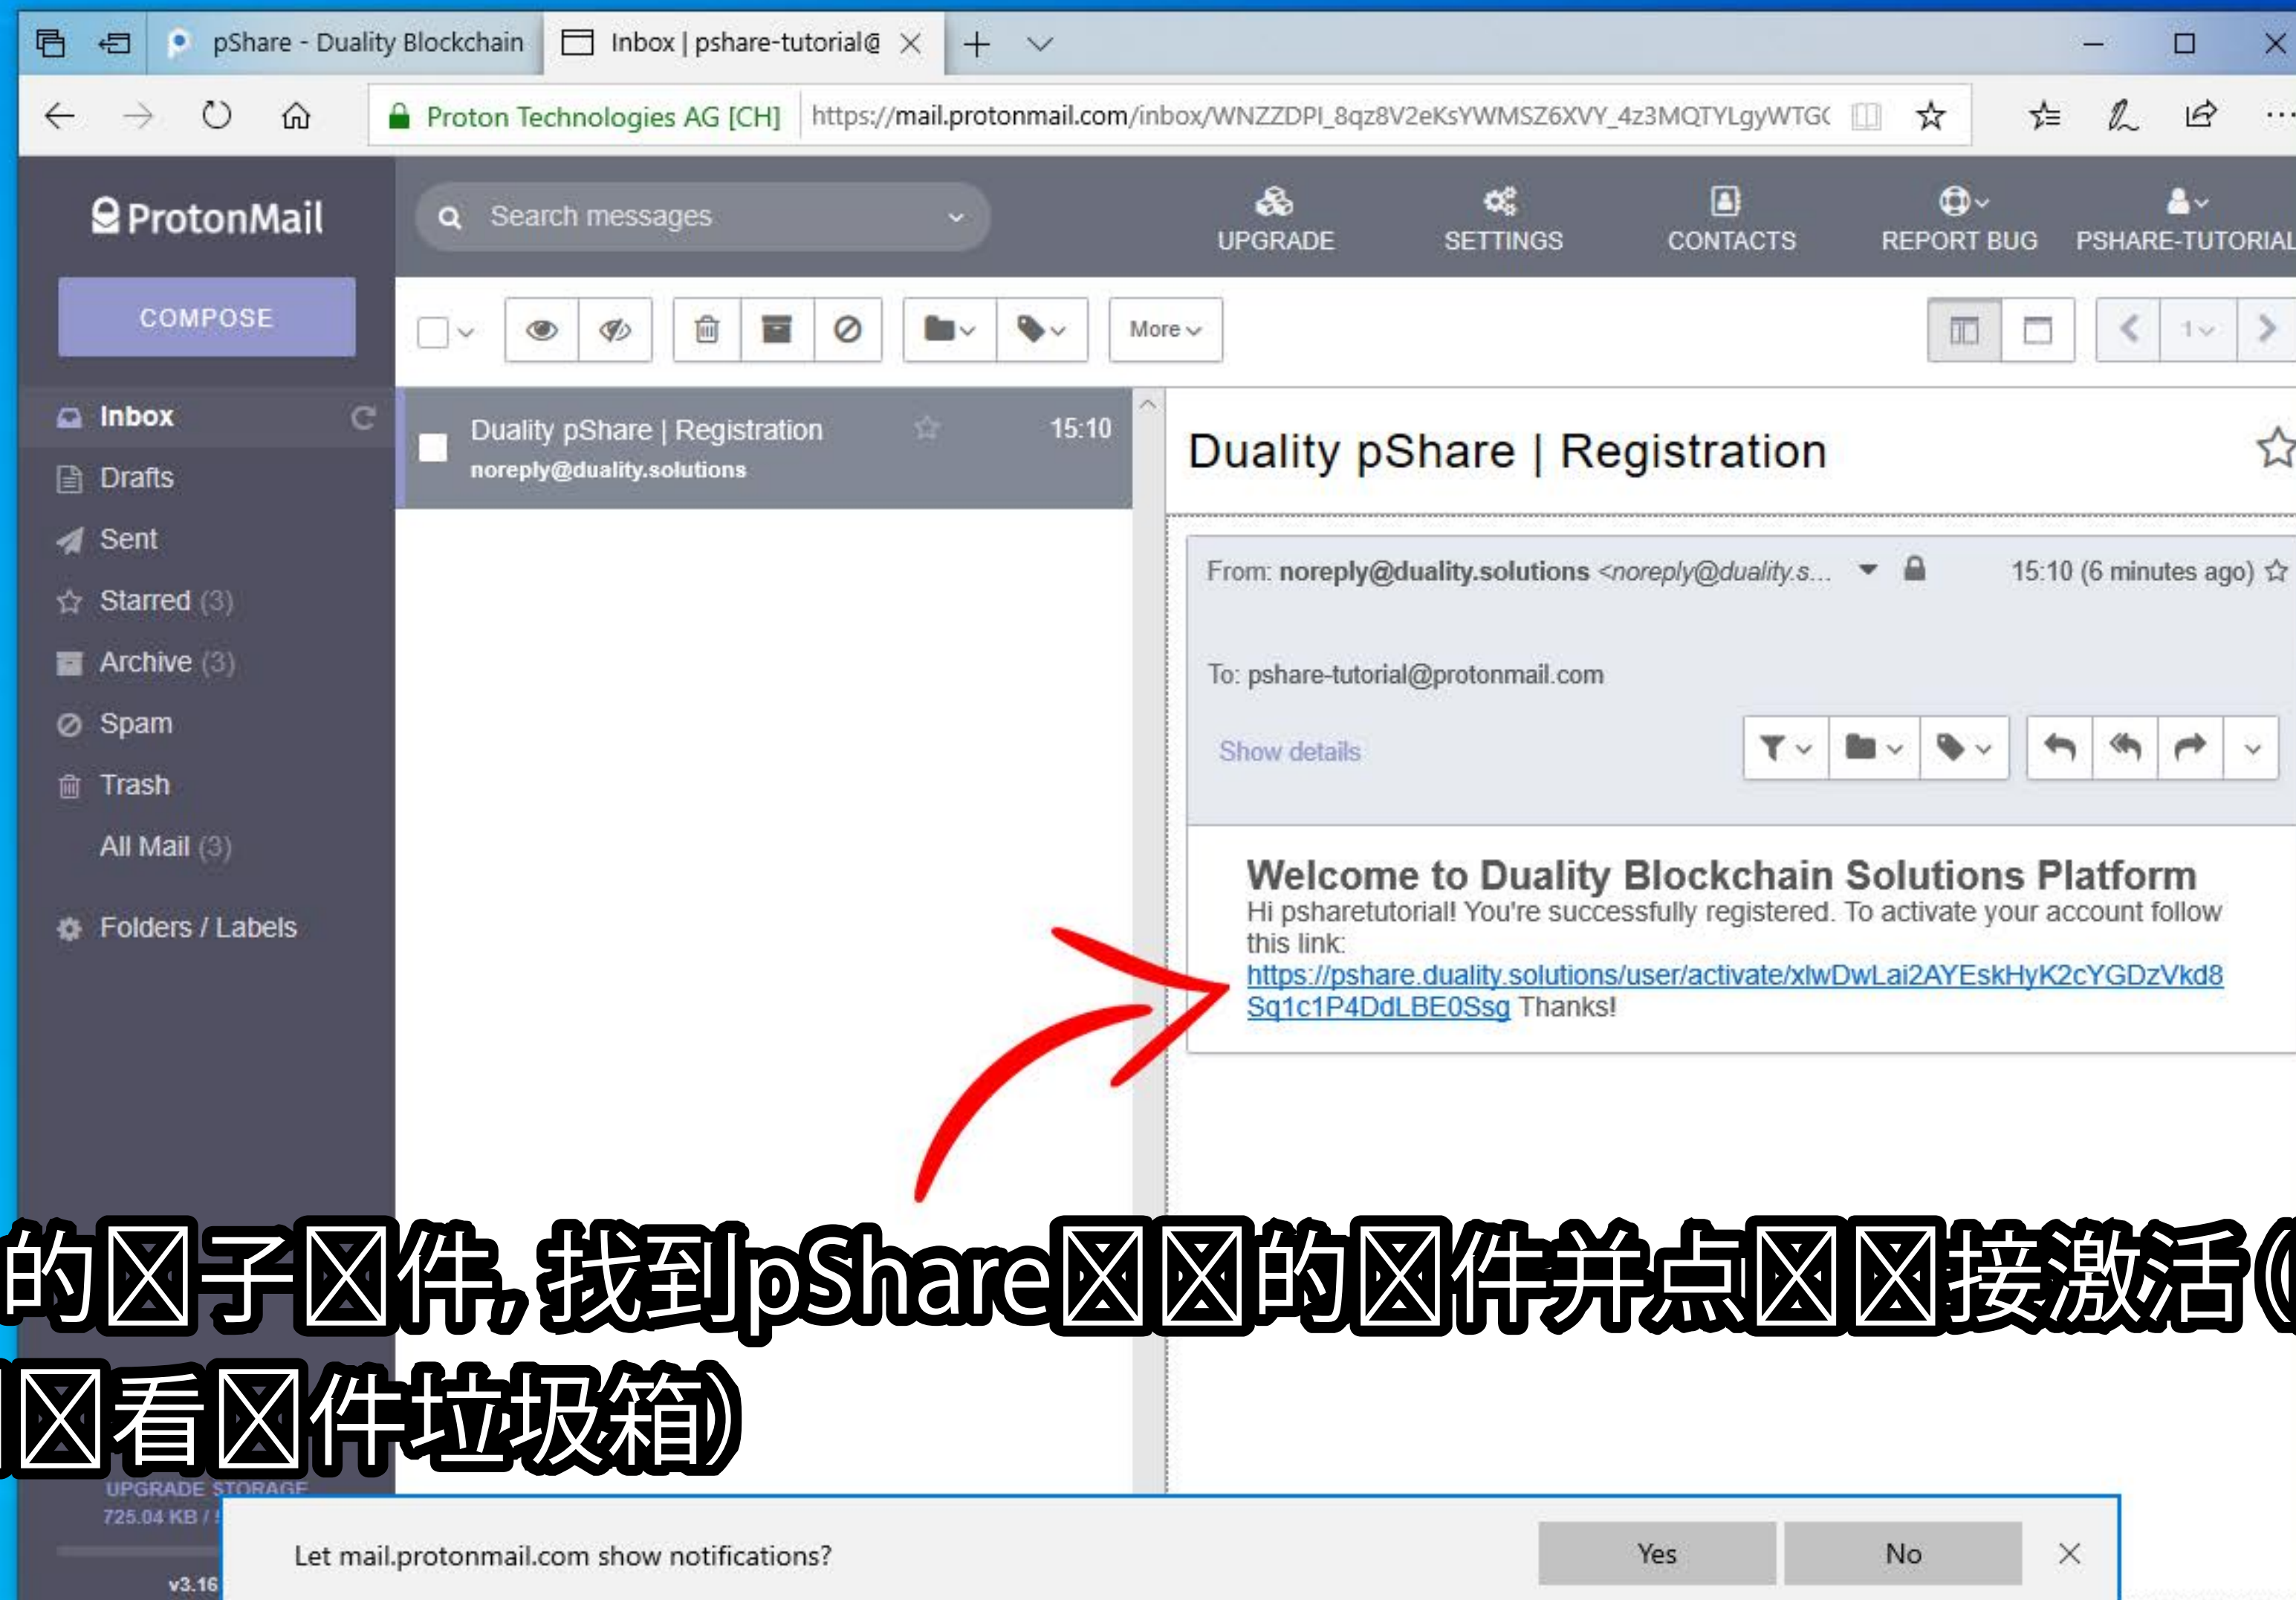 pShare - Duality Blockchain
Inbox | pshare-tutorial@
Proton Technologies AG [CH]
https://mail.protonmail.com/inbox/WNZZDPI_8qz8V2eKsYWMSZ6XVY_4z3MQTYLgyWTG
ProtonMail
Search messages
UPGRADE
SETTINGS
CONTACTS
REPORT BUG
PSHARE-TUTORIAL
COMPOSE
More
1
Inbox
Drafts
Sent
Starred (3)
Archive (3)
Spam
Trash
All Mail (3)
Folders / Labels
Duality pShare | Registration
15:10
noreply@duality.solutions
Duality pShare | Registration
From: noreply@duality.solutions <noreply@duality.s...
15:10 (6 minutes ago)
To: pshare-tutorial@protonmail.com
Show details
Welcome to Duality Blockchain Solutions Platform
Hi psharetutorial! You're successfully registered. To activate your account follow
this link:
https://pshare.duality.solutions/user/activate/xlwDwLai2AYEskHyK2cYGDzVkd8
Sq1c1P4DdLBE0Ssg Thanks!
的子件,找到pShare的件并点接激活(
看件垃圾箱)
UPGRADE STORAGE
725.04 KB /
v3.16
Let mail.protonmail.com show notifications?
Yes
No